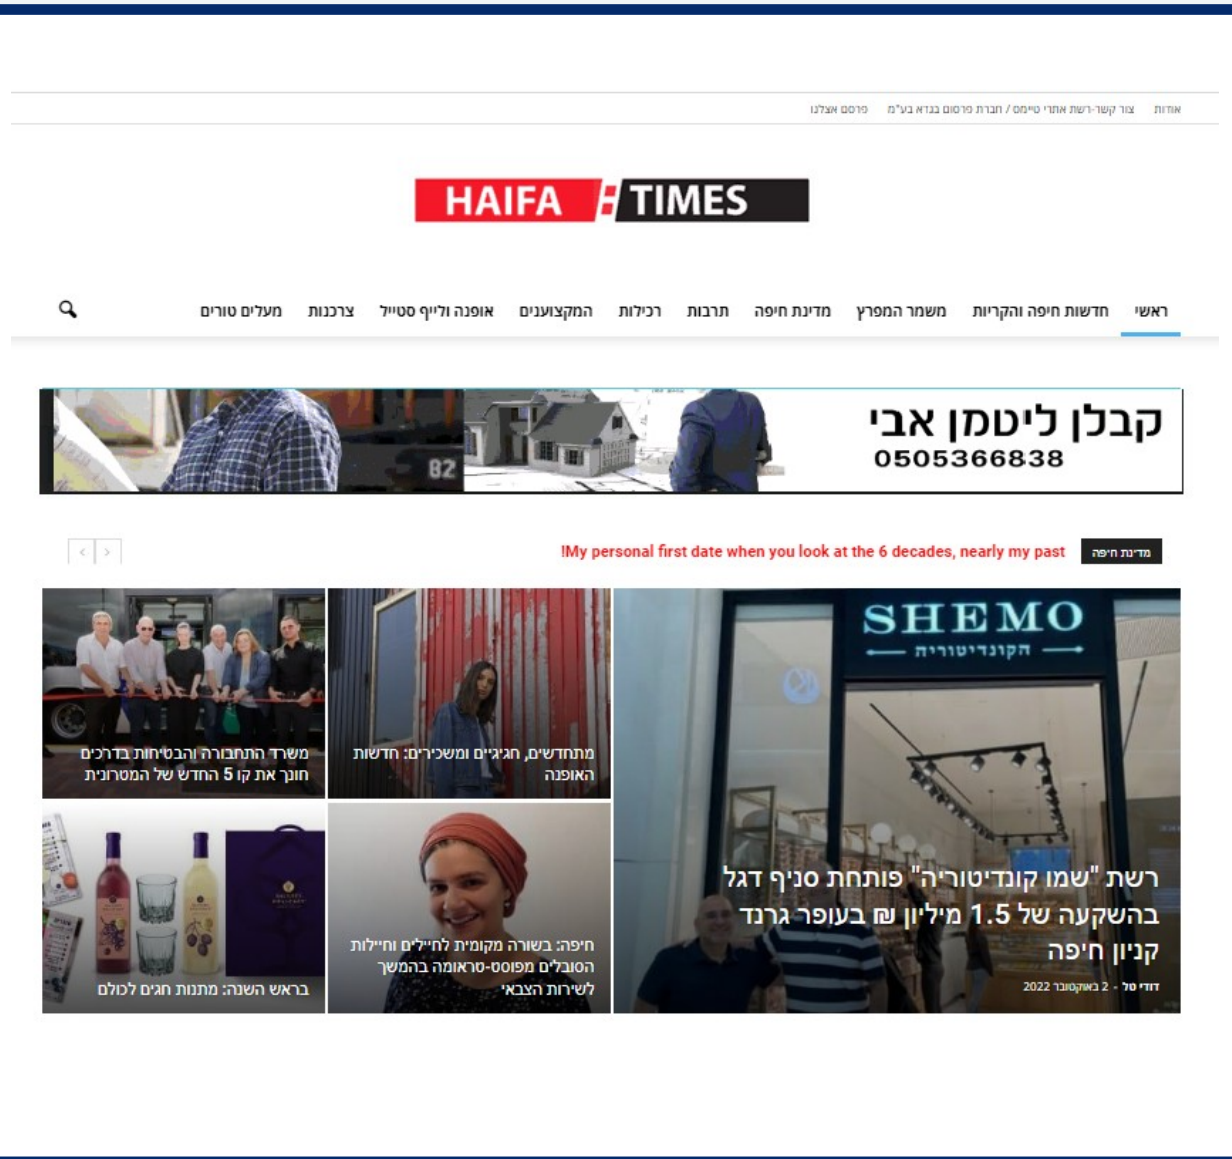 אודות צור קשר-רשת אתרי טיימס / חברת פרסום בגדא בע"מ פרסם אצלנו
HAIFA TIMES
ראשי חדשות חיפה והקריות משמר המפרץ מדינת חיפה תרבות רכילות המקצוענים אופנה ולייף סטייל צרכנות מעלים טורים
קבלן ליטמן אבי
0505366838
82
מדינת חיפה !My personal first date when you look at the 6 decades, nearly my past
SHEMO
הקונדיטוריה
רשת "שמו קונדיטוריה" פותחת סניף דגל
בהשקעה של 1.5 מיליון ₪ בעופר גרנד
קניון חיפה
דודי טל - 2 באוקטובר 2022
מתחדשים, חגיגיים ומשכירים: חדשות
האופנה
משרד התחבורה והבטיחות בדרכים
חונך את קו 5 החדש של המטרונית
חיפה: בשורה מקומית לחיילים וחיילות
הסובלים מפוסט-טראומה בהמשך
לשירות הצבאי
בראש השנה: מתנות חגים לכולם